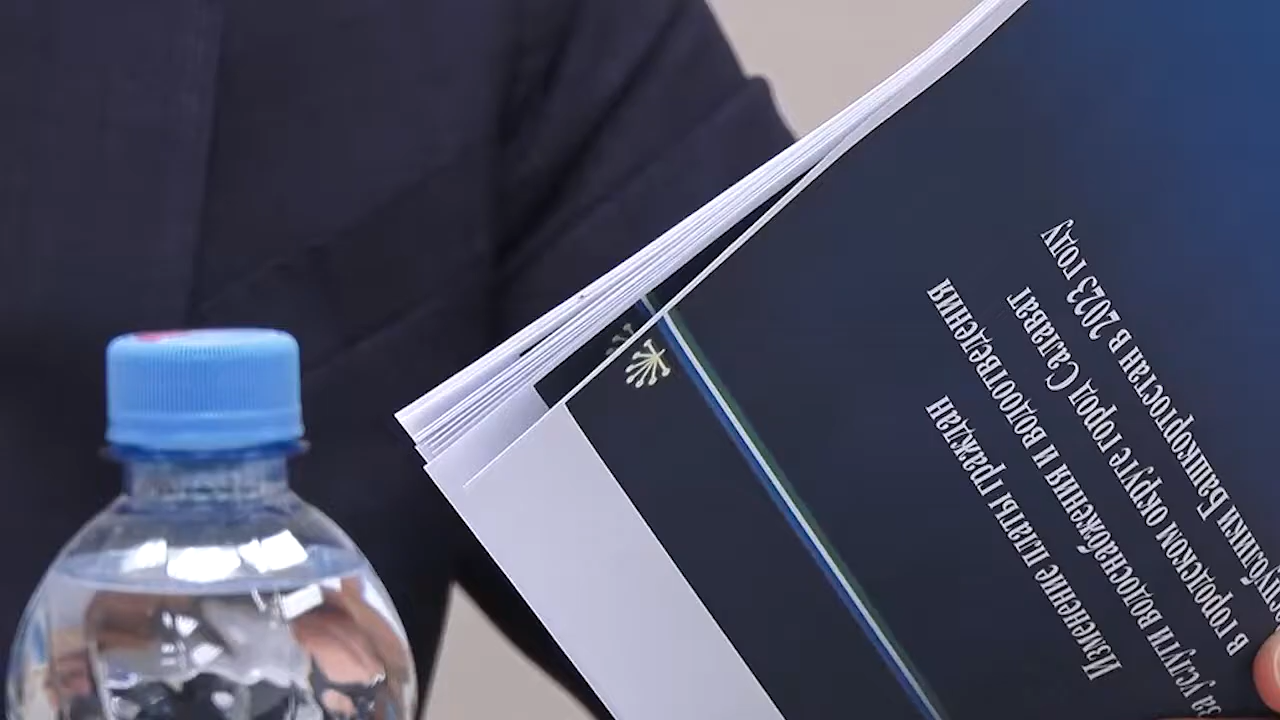 Изменение платы граждан
за услуги водоснабжения и водоотведения
в городском округе город Салават
Республики Башкортостан в 2023 году